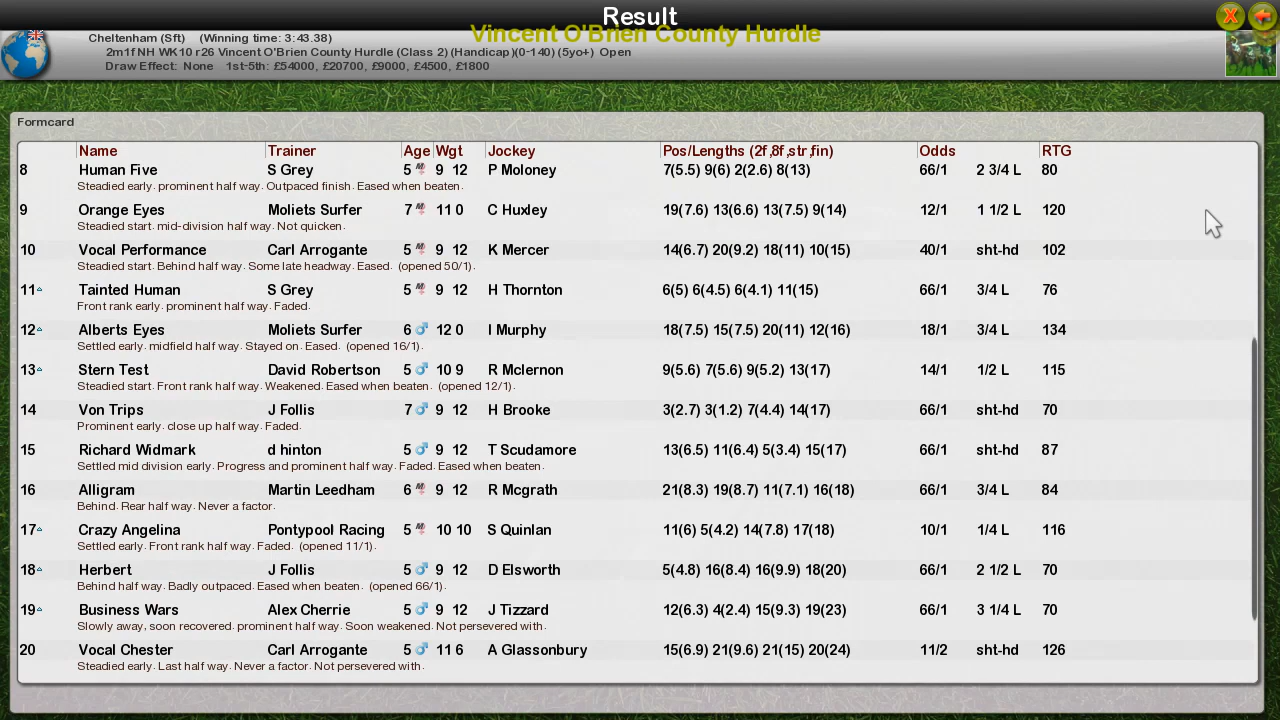 Result
Vincent O'Brien County Hurdle
Cheltenham (Sft) (Winning time: 3:43.38)
2m1f NH WK10 r26 Vincent O'Brien County Hurdle (Class 2) (Handicap)(0-140) (5yo+) Open
Draw Effect: None 1st-5th: £54000, £20700, £9000, £4500, £1800
Formcard
Name Trainer Age Wgt Jockey Pos/Lengths (2f,8f,str,fin) Odds RTG
8 Human Five S Grey 5 9 12 P Moloney 7(5.5) 9(6) 2(2.6) 8(13) 66/1 2 3/4 L 80
Steadied early. prominent half way. Outpaced finish. Eased when beaten.
9 Orange Eyes Moliets Surfer 7 11 0 C Huxley 19(7.6) 13(6.6) 13(7.5) 9(14) 12/1 1 1/2 L 120
Steadied start. mid-division half way. Not quicken.
10 Vocal Performance Carl Arrogante 5 9 12 K Mercer 14(6.7) 20(9.2) 18(11) 10(15) 40/1 sht-hd 102
Steadied start. Behind half way. Some late headway. Eased. (opened 50/1).
11 Tainted Human S Grey 5 9 12 H Thornton 6(5) 6(4.5) 6(4.1) 11(15) 66/1 3/4 L 76
Front rank early. prominent half way. Faded.
12 Alberts Eyes Moliets Surfer 6 12 0 I Murphy 18(7.5) 15(7.5) 20(11) 12(16) 18/1 3/4 L 134
Settled early. midfield half way. Stayed on. Eased. (opened 16/1).
13 Stern Test David Robertson 5 10 9 R Mclernon 9(5.6) 7(5.6) 9(5.2) 13(17) 14/1 1/2 L 115
Steadied start. Front rank half way. Weakened. Eased when beaten. (opened 12/1).
14 Von Trips J Follis 7 9 12 H Brooke 3(2.7) 3(1.2) 7(4.4) 14(17) 66/1 sht-hd 70
Prominent early. close up half way. Faded.
15 Richard Widmark d hinton 5 9 12 T Scudamore 13(6.5) 11(6.4) 5(3.4) 15(17) 66/1 sht-hd 87
Settled mid division early. Progress and prominent half way. Faded. Eased when beaten.
16 Alligram Martin Leedham 6 9 12 R Mcgrath 21(8.3) 19(8.7) 11(7.1) 16(18) 66/1 3/4 L 84
Behind. Rear half way. Never a factor.
17 Crazy Angelina Pontypool Racing 5 10 10 S Quinlan 11(6) 5(4.2) 14(7.8) 17(18) 10/1 1/4 L 116
Settled early. Front rank half way. Faded. (opened 11/1).
18 Herbert J Follis 5 9 12 D Elsworth 5(4.8) 16(8.4) 16(9.9) 18(20) 66/1 2 1/2 L 70
Behind half way. Badly outpaced. Eased when beaten. (opened 66/1).
19 Business Wars Alex Cherrie 5 9 12 J Tizzard 12(6.3) 4(2.4) 15(9.3) 19(23) 66/1 3 1/4 L 70
Slowly away, soon recovered. prominent half way. Soon weakened. Not persevered with.
20 Vocal Chester Carl Arrogante 5 11 6 A Glassonbury 15(6.9) 21(9.6) 21(15) 20(24) 11/2 sht-hd 126
Steadied early. Last half way. Never a factor. Not persevered with.